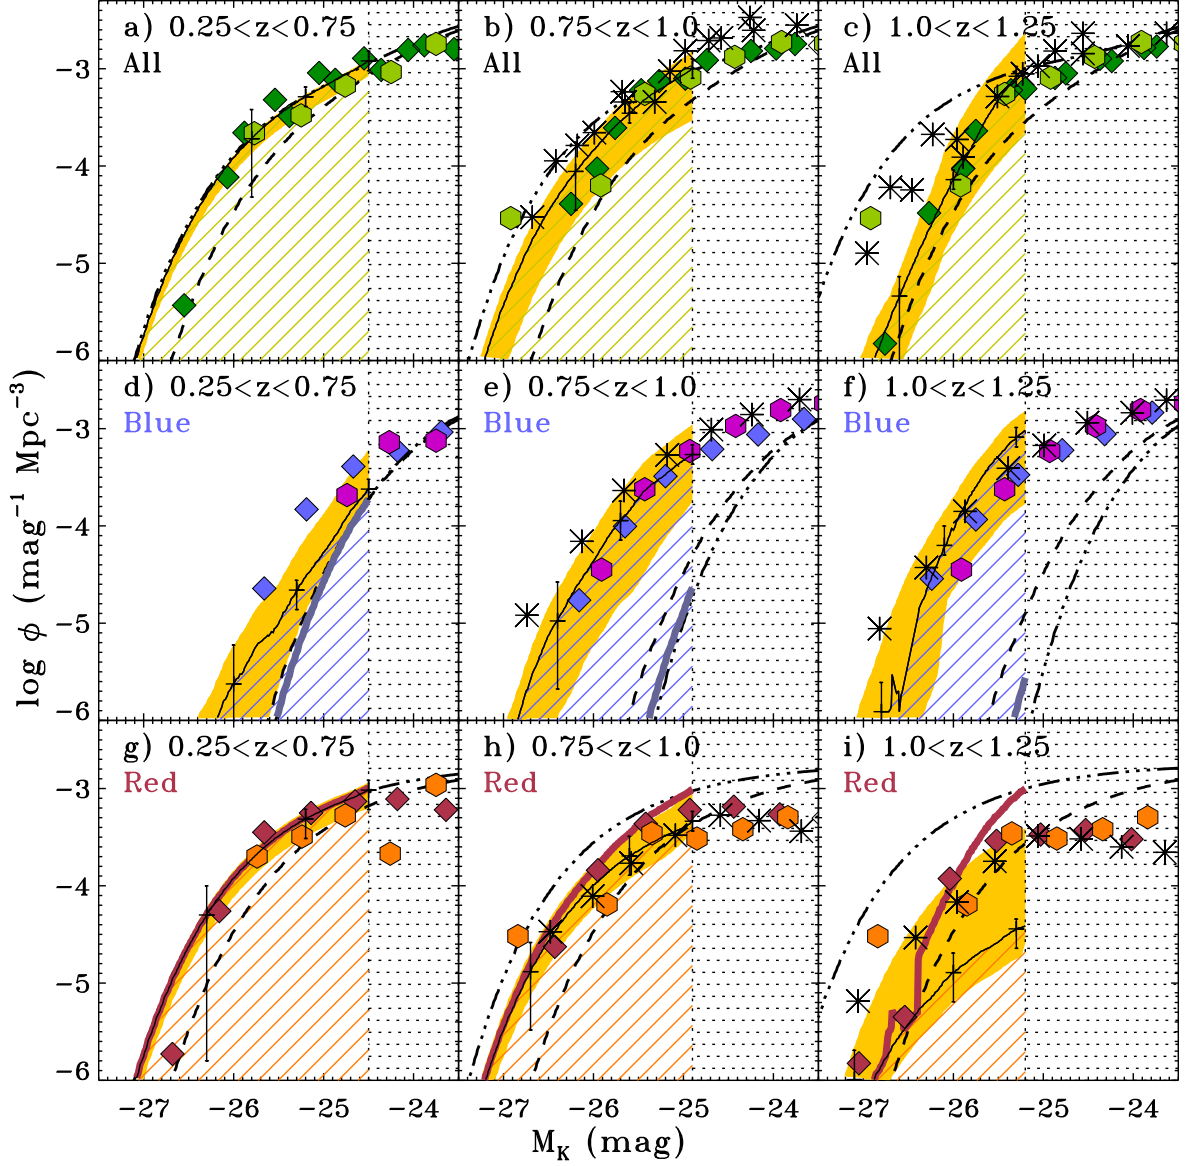 a) 0.25<z<0.75
All
b) 0.75<z<1.0
c) 1.0<z<1.25
All
All
−3
−4
−5
−6
d) 0.25<z<0.75
Blue
e) 0.75<z<1.0
Blue
f) 1.0<z<1.25
Blue
−3
−4
−5
−6
log ϕ (mag⁻¹ Mpc⁻³)
g) 0.25<z<0.75
Red
h) 0.75<z<1.0
Red
i) 1.0<z<1.25
Red
−3
−4
−5
−6
−27 −26 −25 −24 −27 −26 −25 −24 −27 −26 −25 −24
M_K (mag)